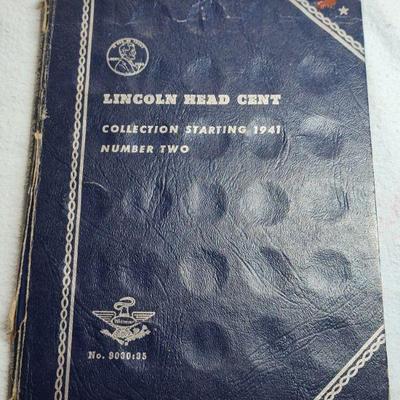 LINCOLN HEAD CENT
COLLECTION STARTING 1941
NUMBER TWO
No. 9030:35